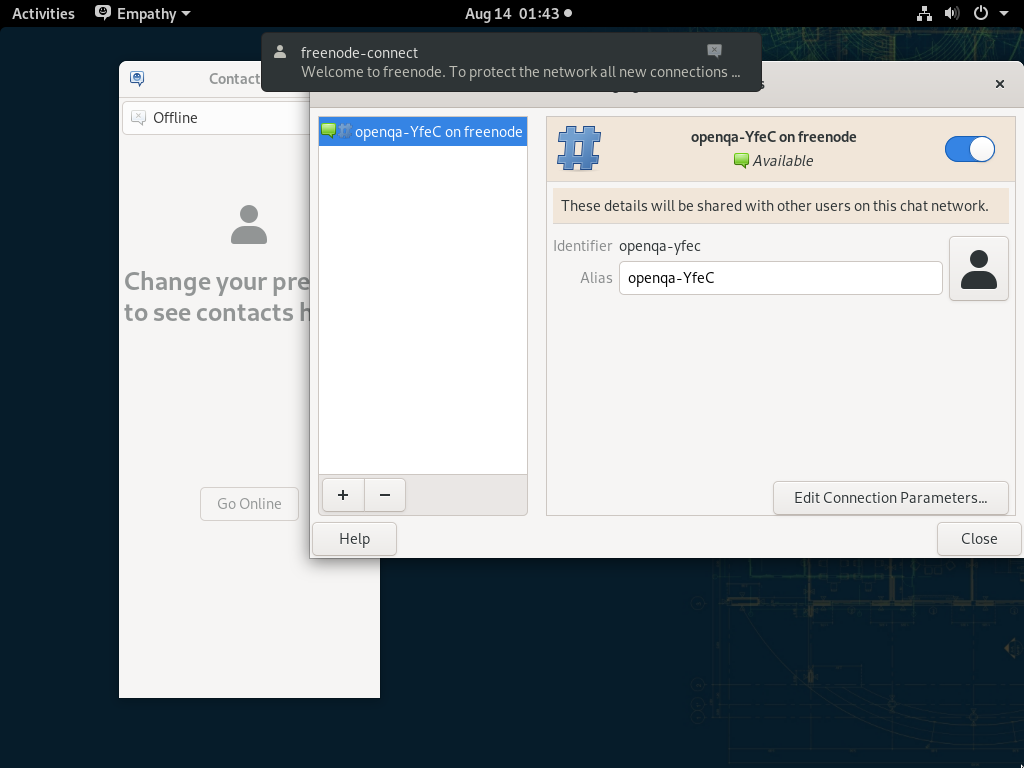 Activities
Empathy
Aug 14 01:43
freenode-connect
Welcome to freenode. To protect the network all new connections ...
Contact
Offline
openqa-YfeC on freenode
openqa-YfeC on freenode
Available
These details will be shared with other users on this chat network.
Identifier openqa-yfec
Alias openqa-YfeC
Change your pre
to see contacts h
Go Online
+ −
Edit Connection Parameters...
Help
Close